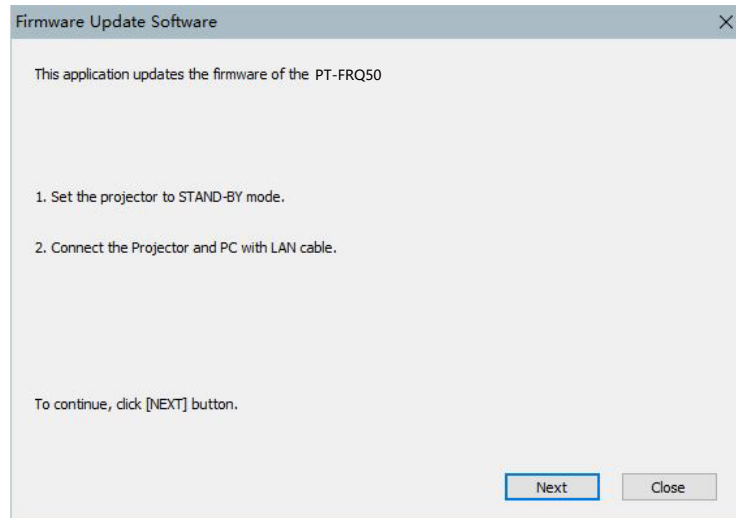 Firmware Update Software
This application updates the firmware of the PT-FRQ50
1. Set the projector to STAND-BY mode.
2. Connect the Projector and PC with LAN cable.
To continue, click [NEXT] button.
Next Close